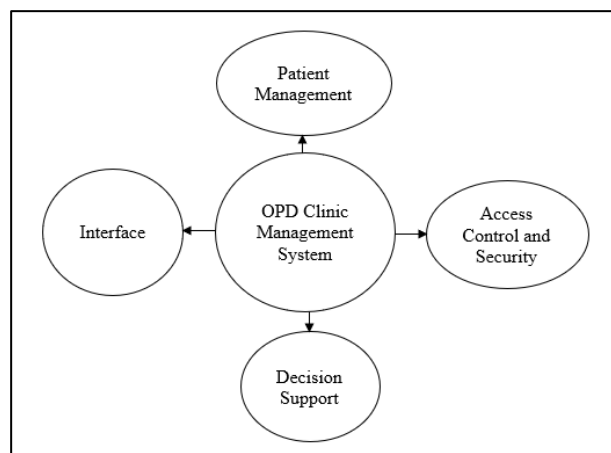 Patient
Management
Interface
OPD Clinic
Management
System
Access
Control and
Security
Decision
Support